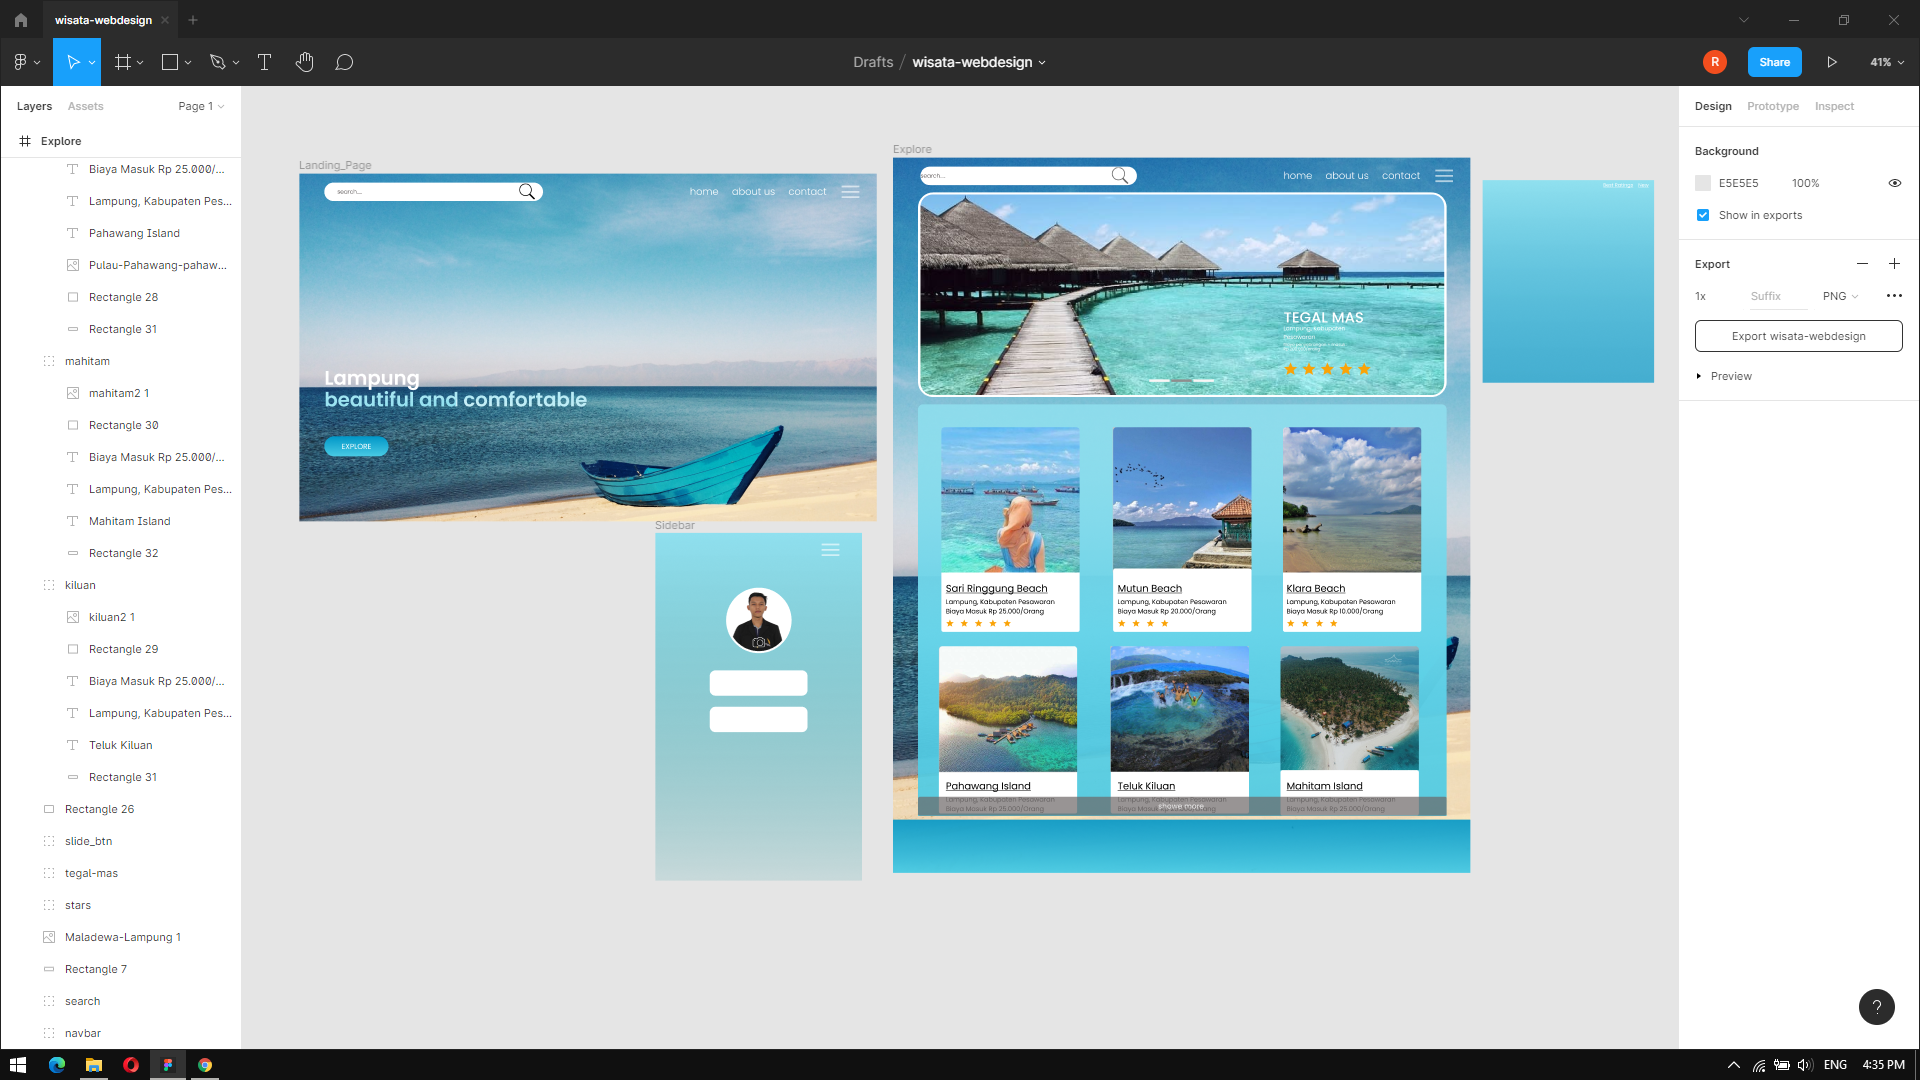 wisata-webdesign
Drafts / wisata-webdesign
R
Share
41%
Layers
Assets
Page 1
Explore
Biaya Masuk Rp 25.000/...
Lampung, Kabupaten Pes...
Pahawang Island
Pulau-Pahawang-pahaw...
Rectangle 28
Rectangle 31
mahitam
mahitam2 1
Rectangle 30
Biaya Masuk Rp 25.000/...
Lampung, Kabupaten Pes...
Mahitam Island
Rectangle 32
kiluan
kiluan2 1
Rectangle 29
Biaya Masuk Rp 25.000/...
Lampung, Kabupaten Pes...
Teluk Kiluan
Rectangle 31
Rectangle 26
slide_btn
tegal-mas
stars
Maladewa-Lampung 1
Rectangle 7
search
navbar
Landing_Page
search...
home
about us
contact
Lampung
beautiful and comfortable
EXPLORE
Sidebar
Explore
search...
home
about us
contact
TEGAL MAS
Lampung, Kabupaten
Pesawaran
Sari Ringgung Beach
Lampung, Kabupaten Pesawaran
Biaya Masuk Rp 25.000/Orang
Mutun Beach
Lampung, Kabupaten Pesawaran
Biaya Masuk Rp 20.000/Orang
Klara Beach
Lampung, Kabupaten Pesawaran
Biaya Masuk Rp 10.000/Orang
Pahawang Island
Lampung, Kabupaten Pesawaran
Biaya Masuk Rp 25.000/Orang
Teluk Kiluan
Lampung, Kabupaten Pesawaran
Biaya Masuk Rp 25.000/Orang
Mahitam Island
Lampung, Kabupaten Pesawaran
Biaya Masuk Rp 25.000/Orang
Design
Prototype
Inspect
Background
E5E5E5
100%
Show in exports
Export
1x
Suffix
PNG
Export wisata-webdesign
Preview
?
ENG
4:35 PM